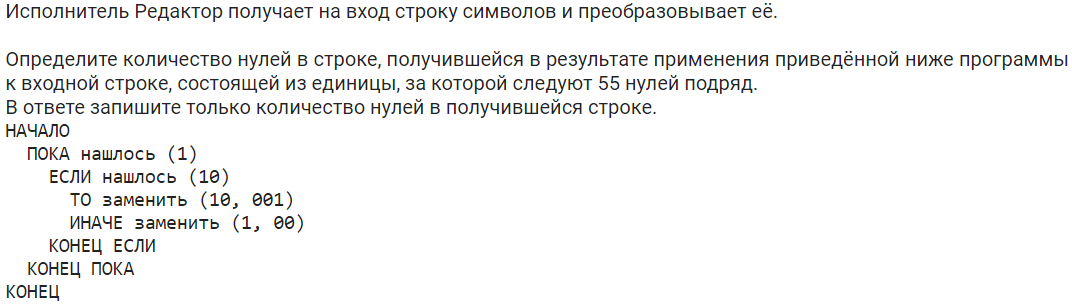 Исполнитель Редактор получает на вход строку символов и преобразовывает её.
Определите количество нулей в строке, получившейся в результате применения приведённой ниже программы
к входной строке, состоящей из единицы, за которой следуют 55 нулей подряд.
В ответе запишите только количество нулей в получившейся строке.
НАЧАЛО
ПОКА нашлось (1)
ЕСЛИ нашлось (10)
ТО заменить (10, 001)
ИНАЧЕ заменить (1, 00)
КОНЕЦ ЕСЛИ
КОНЕЦ ПОКА
КОНЕЦ